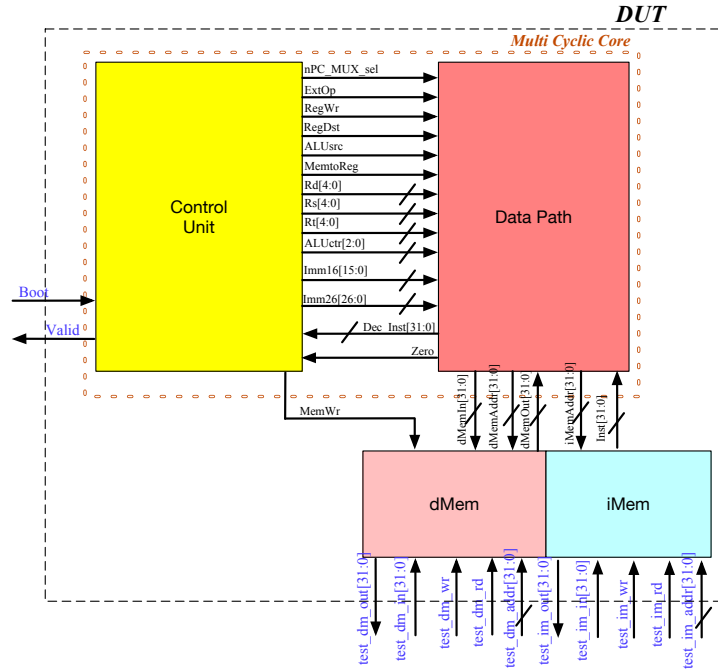 DUT
Multi Cyclic Core
nPC_MUX_sel
ExtOp
RegWr
RegDst
ALUsrc
MemtoReg
Rd[4:0]
Rs[4:0]
Rt[4:0]
ALUctr[2:0]
Imm16[15:0]
Imm26[26:0]
Dec_Inst[31:0]
Zero
Control
Unit
Data Path
Boot
Valid
MemWr
dMemIn[31:0]
dMemAddr[31:0]
dMemOut[31:0]
iMemAddr[31:0]
Inst[31:0]
dMem
iMem
test_dm_out[31:0]
test_dm_in[31:0]
test_dm_wr
test_dm_rd
test_dm_addr[31:0]
test_im_out[31:0]
test_im_in[31:0]
test_im_wr
test_im_rd
test_im_addr[31:0]